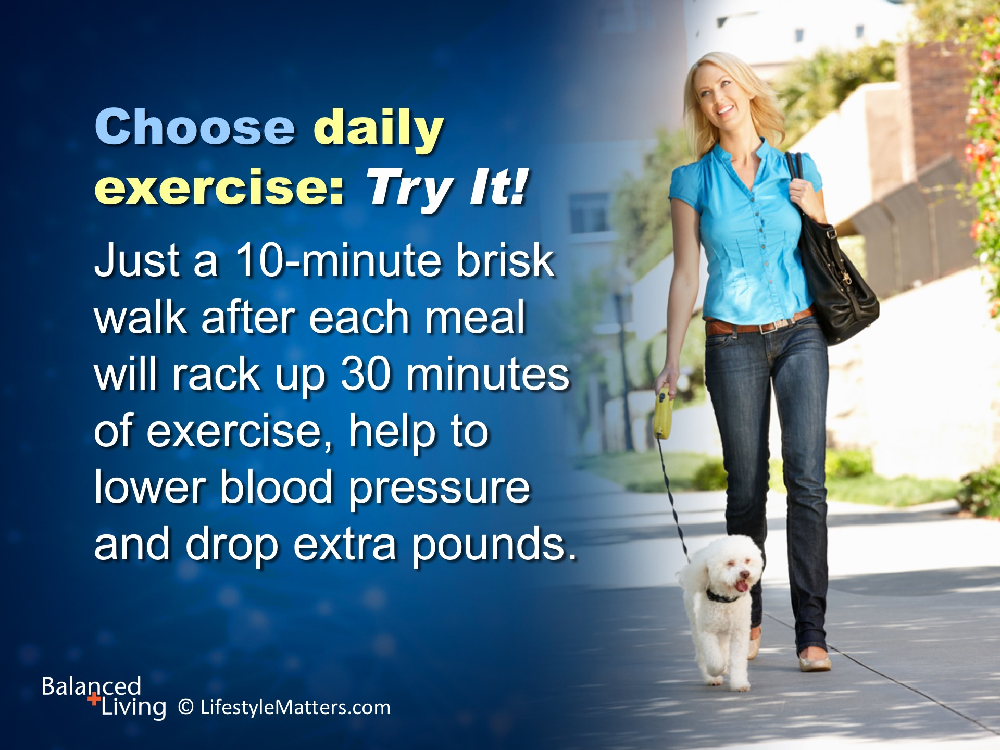 Choose daily
exercise: Try It!
Just a 10-minute brisk
walk after each meal
will rack up 30 minutes
of exercise, help to
lower blood pressure
and drop extra pounds.
Balanced
+Living © LifestyleMatters.com